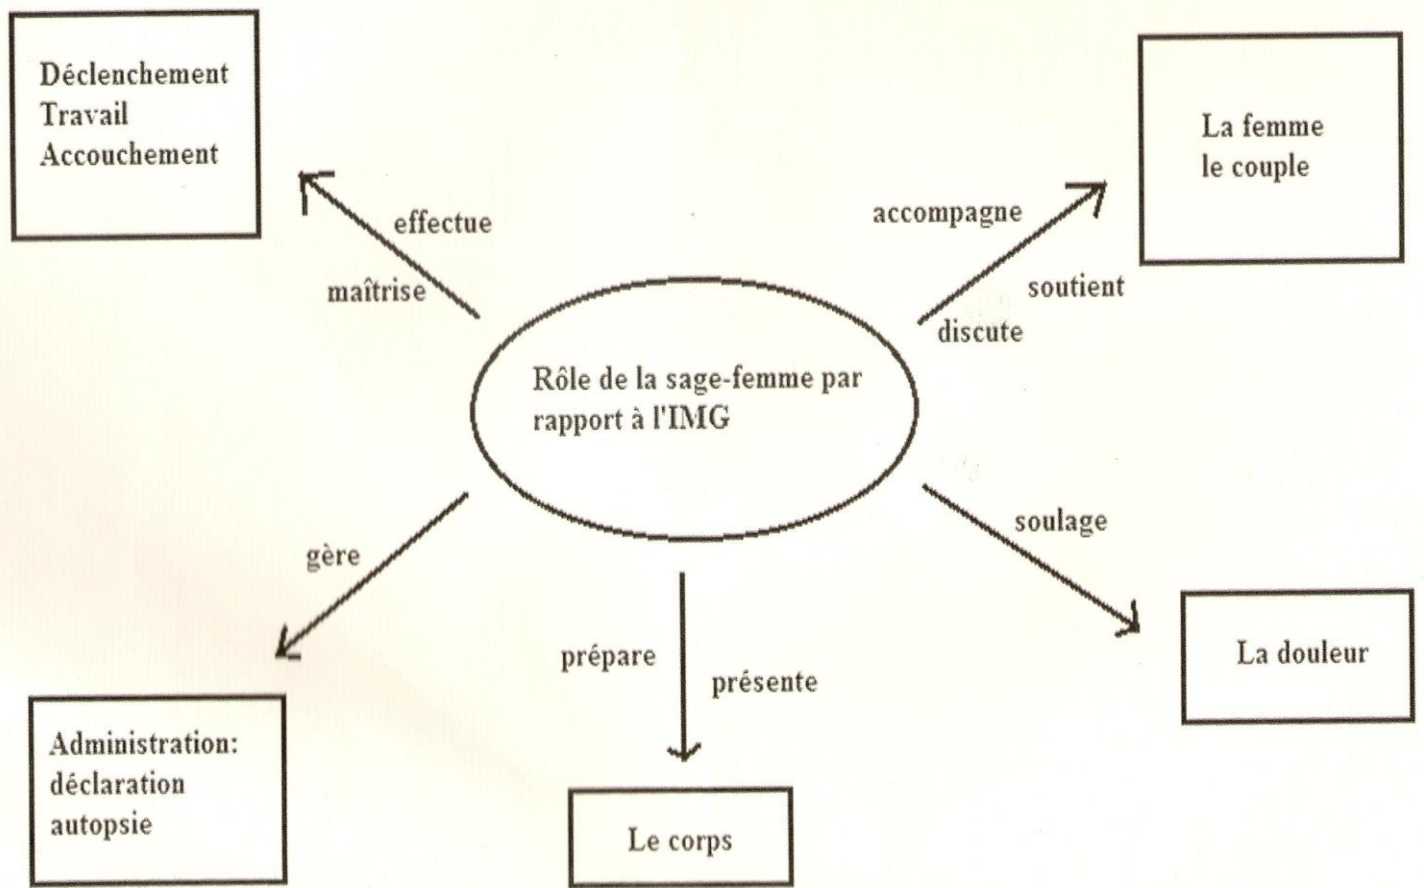 Déclenchement
Travail
Accouchement
La femme
le couple
effectue
maîtrise
accompagne
soutient
discute
Rôle de la sage-femme par
rapport à l'IMG
gère
soulage
prépare
présente
La douleur
Administration:
déclaration
autopsie
Le corps